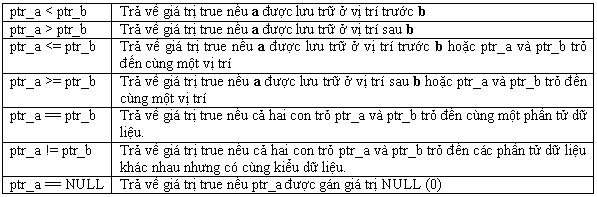 ptr_a < ptr_b Trả về giá trị true nếu a được lưu trữ ở vị trí trước b
ptr_a > ptr_b Trả về giá trị true nếu a được lưu trữ ở vị trí sau b
ptr_a <= ptr_b Trả về giá trị true nếu a được lưu trữ ở vị trí trước b hoặc ptr_a và ptr_b trỏ
đến cùng một vị trí
ptr_a >= ptr_b Trả về giá trị true nếu a được lưu trữ ở vị trí sau b hoặc ptr_a và ptr_b trỏ đến
cùng một vị trí
ptr_a == ptr_b Trả về giá trị true nếu cả hai con trỏ ptr_a và ptr_b trỏ đến cùng một phần tử dữ
liệu.
ptr_a != ptr_b Trả về giá trị true nếu cả hai con trỏ ptr_a và ptr_b trỏ đến các phần tử dữ liệu
khác nhau nhưng có cùng kiểu dữ liệu.
ptr_a == NULL Trả về giá trị true nếu ptr_a được gán giá trị NULL (0)